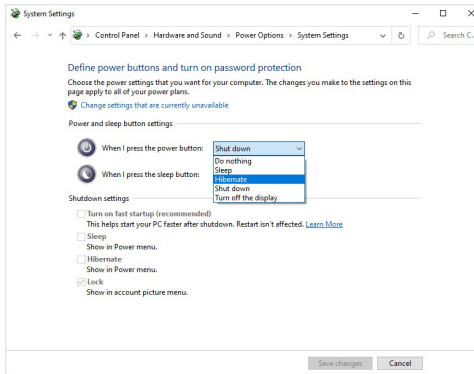 System Settings
Control Panel > Hardware and Sound > Power Options > System Settings
Search C...
Define power buttons and turn on password protection
Choose the power settings that you want for your computer. The changes you make to the settings on this
page apply to all of your power plans.
Change settings that are currently unavailable
Power and sleep button settings
When I press the power button: Shut down
Do nothing
Sleep
When I press the sleep button: Hibernate
Shut down
Turn off the display
Shutdown settings
Turn on fast startup (recommended)
This helps start your PC faster after shutdown. Restart isn't affected. Learn More
Sleep
Show in Power menu.
Hibernate
Show in Power menu.
Lock
Show in account picture menu.
Save changes Cancel